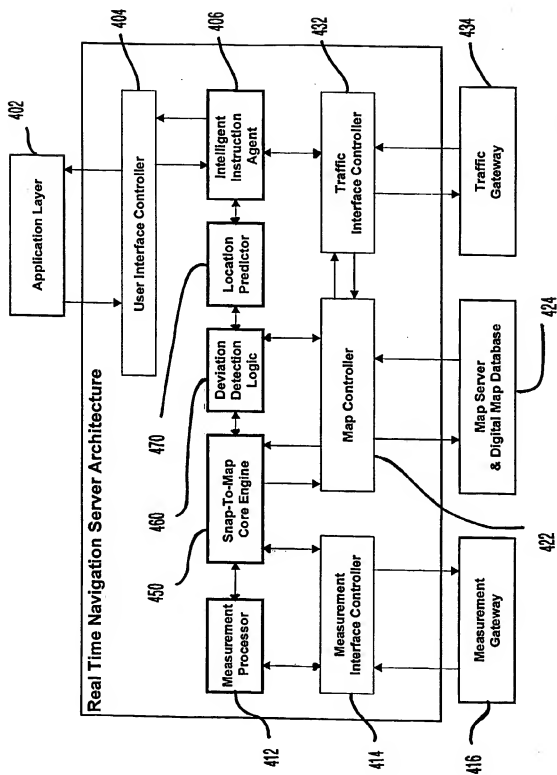 402
Application Layer
Real Time Navigation Server Architecture
404
User Interface Controller
406
Measurement
Processor
Snap-To-Map
Core Engine
Deviation
Detection
Logic
Location
Predictor
Intelligent
Instruction
Agent
412
450
460
470
432
Measurement
Interface Controller
Map Controller
Traffic
Interface Controller
414
422
434
Measurement
Gateway
Map Server
& Digital Map Database
Traffic
Gateway
416
424